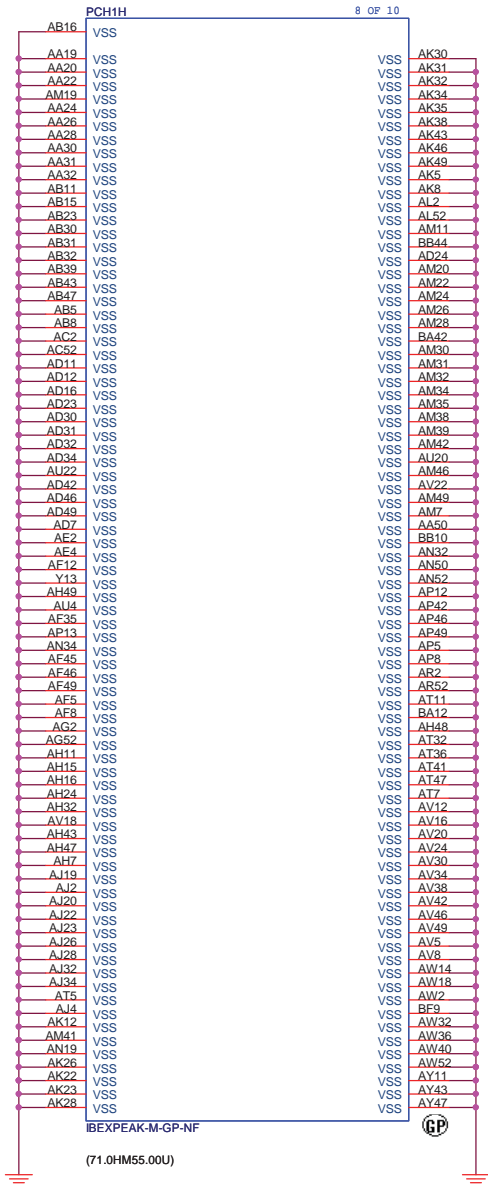 PCH1H 8 OF 10
AB16 VSS
AA19 VSS VSS AK30
AA20 VSS VSS AK31
AA22 VSS VSS AK32
AM19 VSS VSS AK34
AA24 VSS VSS AK35
AA26 VSS VSS AK38
AA28 VSS VSS AK43
AA30 VSS VSS AK46
AA31 VSS VSS AK49
AA32 VSS VSS AK5
AB11 VSS VSS AK8
AB15 VSS VSS AL2
AB23 VSS VSS AL52
AB30 VSS VSS AM11
AB31 VSS VSS BB44
AB32 VSS VSS AD24
AB39 VSS VSS AM20
AB43 VSS VSS AM22
AB47 VSS VSS AM24
AB5 VSS VSS AM26
AB8 VSS VSS AM28
AC2 VSS VSS BA42
AC52 VSS VSS AM30
AD11 VSS VSS AM31
AD12 VSS VSS AM32
AD16 VSS VSS AM34
AD23 VSS VSS AM35
AD30 VSS VSS AM38
AD31 VSS VSS AM39
AD32 VSS VSS AM42
AD34 VSS VSS AU20
AU22 VSS VSS AM46
AD42 VSS VSS AV22
AD46 VSS VSS AM49
AD49 VSS VSS AM7
AD7 VSS VSS AA50
AE2 VSS VSS BB10
AE4 VSS VSS AN32
AF12 VSS VSS AN50
Y13 VSS VSS AN52
AH49 VSS VSS AP12
AU4 VSS VSS AP42
AF35 VSS VSS AP46
AP13 VSS VSS AP49
AN34 VSS VSS AP5
AF45 VSS VSS AP8
AF46 VSS VSS AR2
AF49 VSS VSS AR52
AF5 VSS VSS AT11
AF8 VSS VSS BA12
AG2 VSS VSS AH48
AG52 VSS VSS AT32
AH11 VSS VSS AT36
AH15 VSS VSS AT41
AH16 VSS VSS AT47
AH24 VSS VSS AT7
AH32 VSS VSS AV12
AV18 VSS VSS AV16
AH43 VSS VSS AV20
AH47 VSS VSS AV24
AH7 VSS VSS AV30
AJ19 VSS VSS AV34
AJ2 VSS VSS AV38
AJ20 VSS VSS AV42
AJ22 VSS VSS AV46
AJ23 VSS VSS AV49
AJ26 VSS VSS AV5
AJ28 VSS VSS AV8
AJ32 VSS VSS AW14
AJ34 VSS VSS AW18
AT5 VSS VSS AW2
AJ4 VSS VSS BF9
AK12 VSS VSS AW32
AM41 VSS VSS AW36
AN19 VSS VSS AW40
AK26 VSS VSS AW52
AK22 VSS VSS AY11
AK23 VSS VSS AY43
AK28 VSS VSS AY47
IBEXPEAK-M-GP-NF GP
(71.0HM55.00U)